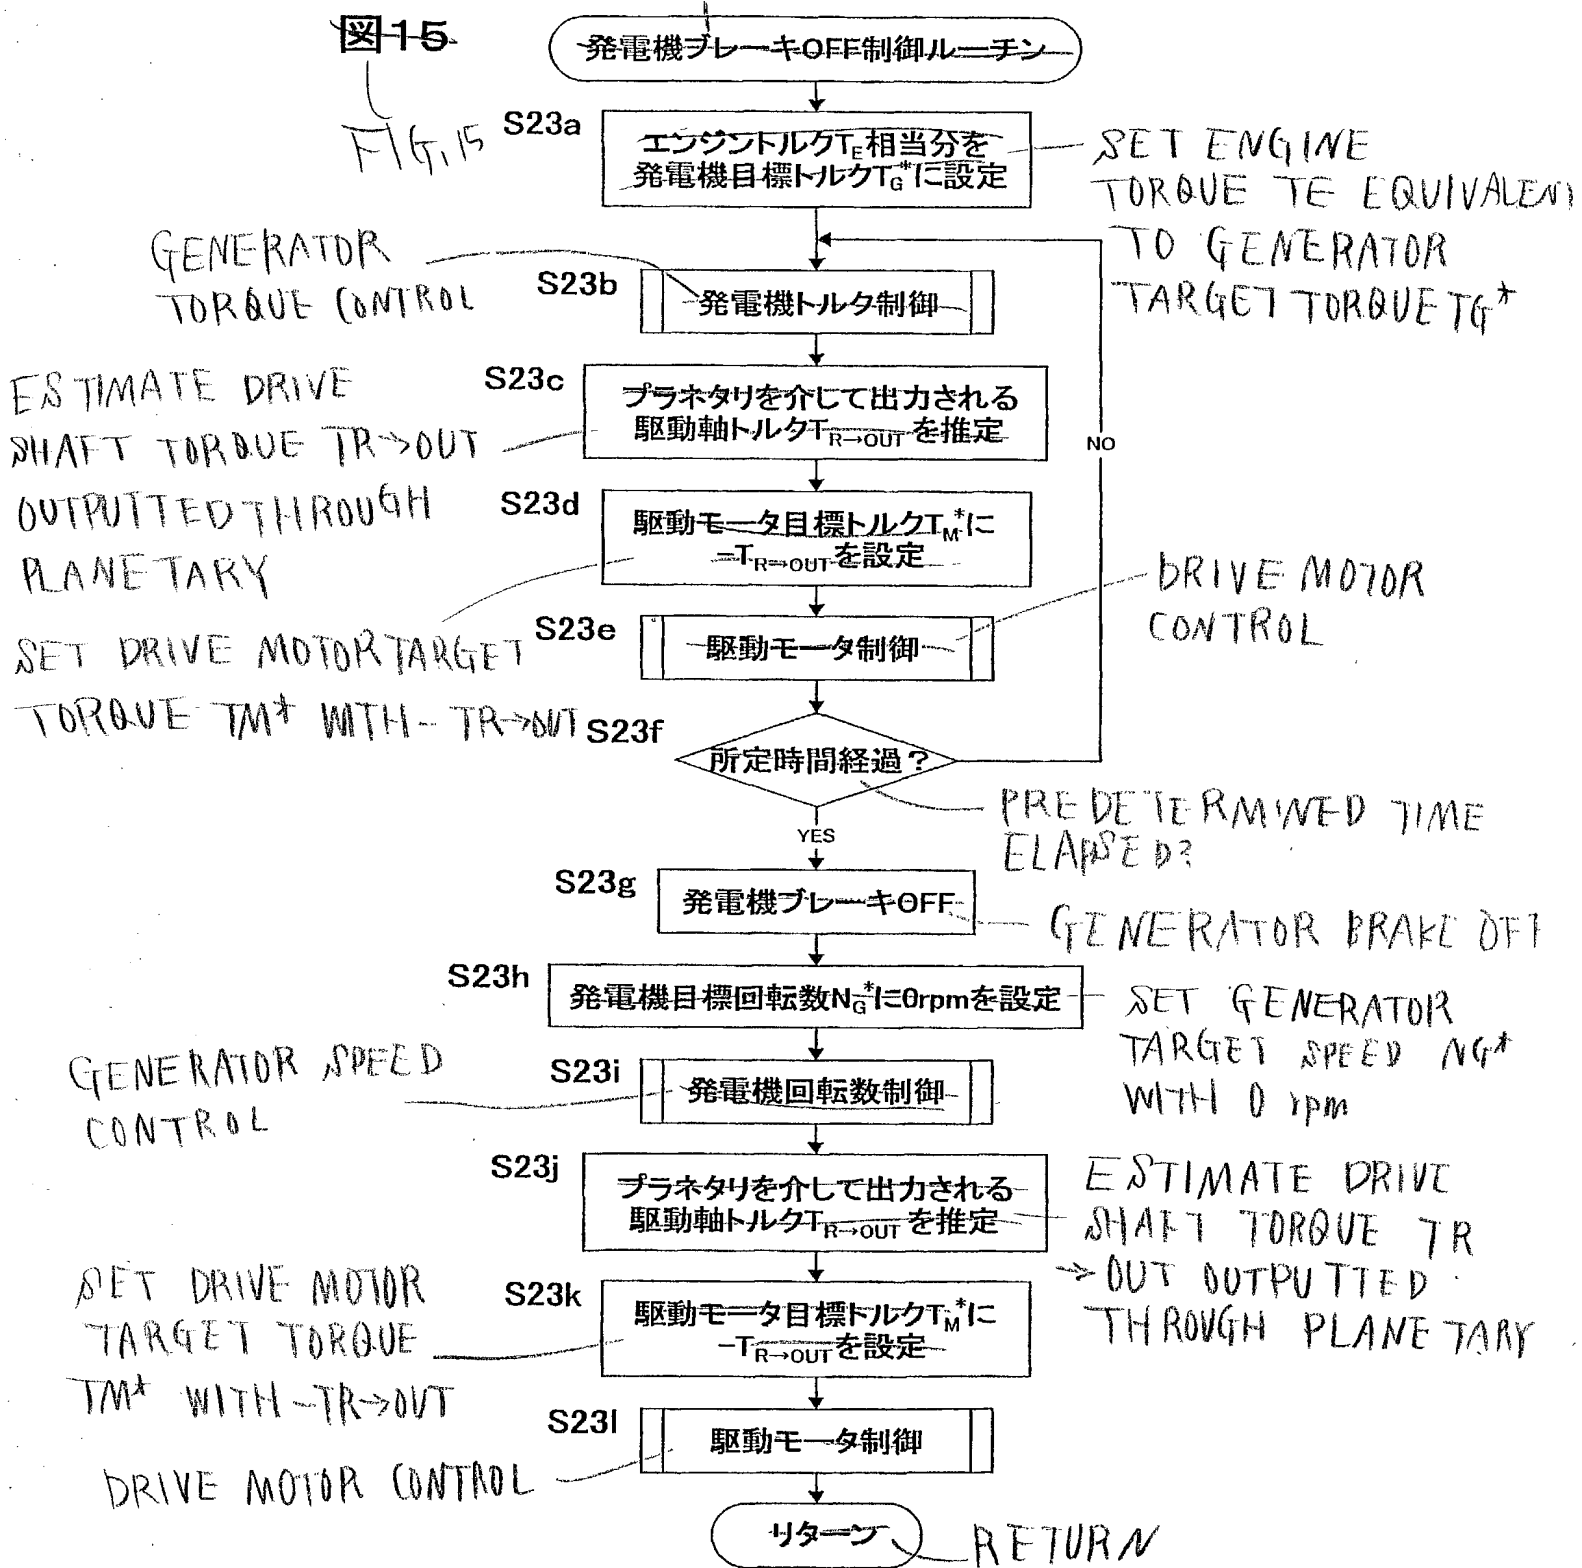 図15
FIG. 15
発電機ブレーキOFF制御ルーチン
S23a
エンジントルクTE相当分を
発電機目標トルクTG*に設定
SET ENGINE
TORQUE TE EQUIVALENT
TO GENERATOR
TARGET TORQUE TG*
GENERATOR
TORQUE CONTROL
S23b
発電機トルク制御
ESTIMATE DRIVE
SHAFT TORQUE TR→OUT
OUTPUTTED THROUGH
PLANETARY
S23c
プラネタリを介して出力される
駆動軸トルクTR→OUTを推定
NO
S23d
駆動モータ目標トルクTM*に
-TR→OUTを設定
SET DRIVE MOTOR TARGET
TORQUE TM* WITH -TR→OUT
S23e
駆動モータ制御
DRIVE MOTOR
CONTROL
S23f
所定時間経過?
PREDETERMINED TIME
ELAPSED?
YES
S23g
発電機ブレーキOFF
GENERATOR BRAKE OFF
S23h
発電機目標回転数NG*に0rpmを設定
SET GENERATOR
TARGET SPEED NG*
WITH 0 rpm
GENERATOR SPEED
CONTROL
S23i
発電機回転数制御
S23j
プラネタリを介して出力される
駆動軸トルクTR→OUTを推定
ESTIMATE DRIVE
SHAFT TORQUE TR
→OUT OUTPUTTED
THROUGH PLANETARY
SET DRIVE MOTOR
TARGET TORQUE
TM* WITH -TR→OUT
S23k
駆動モータ目標トルクTM*に
-TR→OUTを設定
S23l
駆動モータ制御
DRIVE MOTOR CONTROL
リターン
RETURN